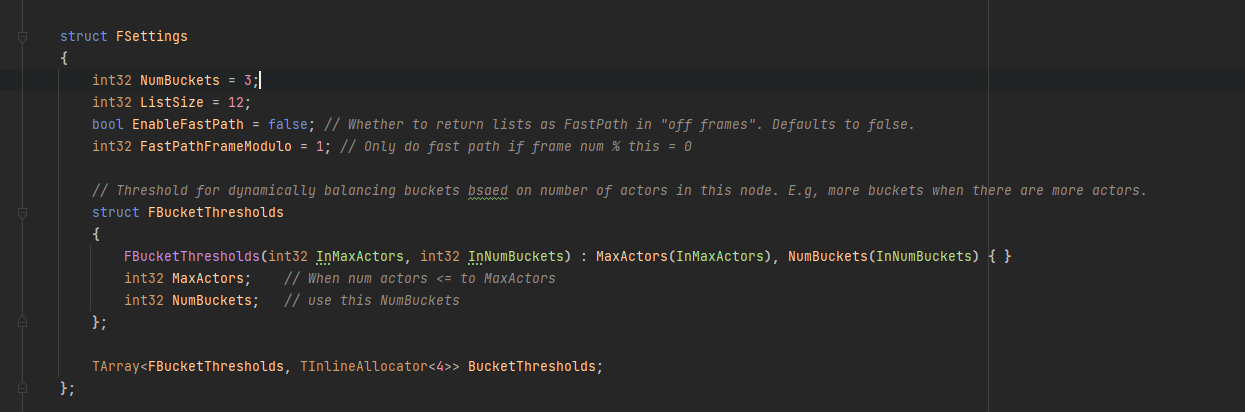 struct FSettings
{
int32 NumBuckets = 3;
int32 ListSize = 12;
bool EnableFastPath = false; // Whether to return lists as FastPath in "off frames". Defaults to false.
int32 FastPathFrameModulo = 1; // Only do fast path if frame num % this = 0
// Threshold for dynamically balancing buckets bsaed on number of actors in this node. E.g, more buckets when there are more actors.
struct FBucketThresholds
{
FBucketThresholds(int32 InMaxActors, int32 InNumBuckets) : MaxActors(InMaxActors), NumBuckets(InNumBuckets) { }
int32 MaxActors;    // When num actors <= to MaxActors
int32 NumBuckets;   // use this NumBuckets
};
TArray<FBucketThresholds, TInlineAllocator<4>> BucketThresholds;
};